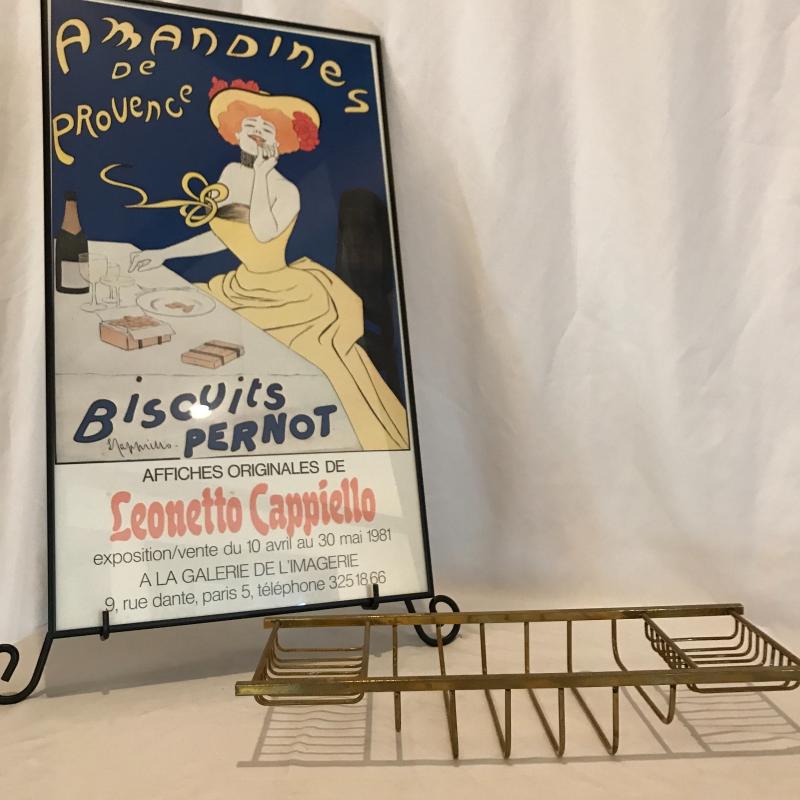 AMANDINES
DE
PROVENCE
BISCUITS
PERNOT
AFFICHES ORIGINALES DE
Leonetto Cappiello
exposition/vente du 10 avril au 30 mai 1981
A LA GALERIE DE L'IMAGERIE
9, rue dante, paris 5, téléphone 325 18 66